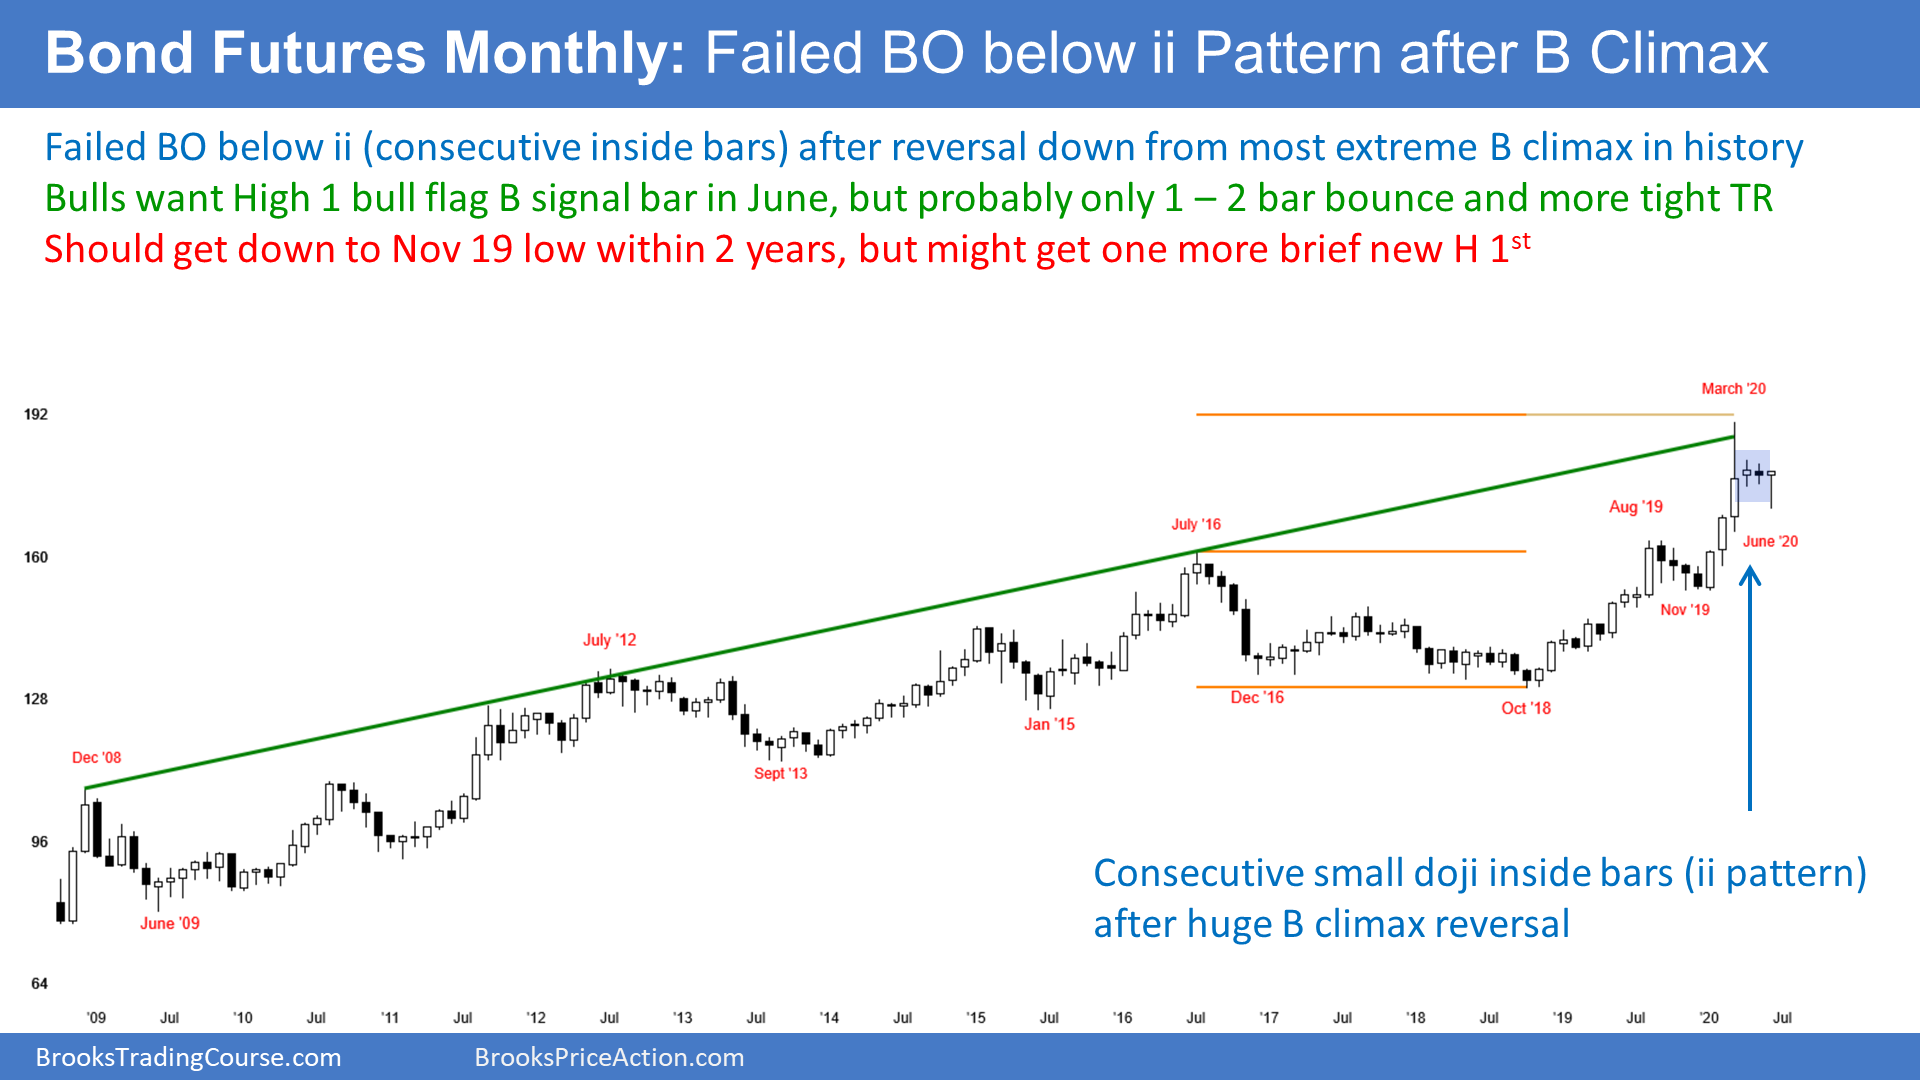 Bond Futures Monthly: Failed BO below ii Pattern after B Climax
Failed BO below ii (consecutive inside bars) after reversal down from most extreme B climax in history
Bulls want High 1 bull flag B signal bar in June, but probably only 1 – 2 bar bounce and more tight TR
Should get down to Nov 19 low within 2 years, but might get one more brief new H 1st
March '20
192
Aug '19
July '16
June '20
160
Nov '19
July '12
128
Dec '16
Oct '18
Jan '15
Dec '08
Sept '13
96
Consecutive small doji inside bars (ii pattern)
after huge B climax reversal
June '09
64
'09 Jul '10 Jul '11 Jul '12 Jul '13 Jul '14 Jul '15 Jul '16 Jul '17 Jul '18 Jul '19 Jul '20 Jul
BrooksTradingCourse.com BrooksPriceAction.com